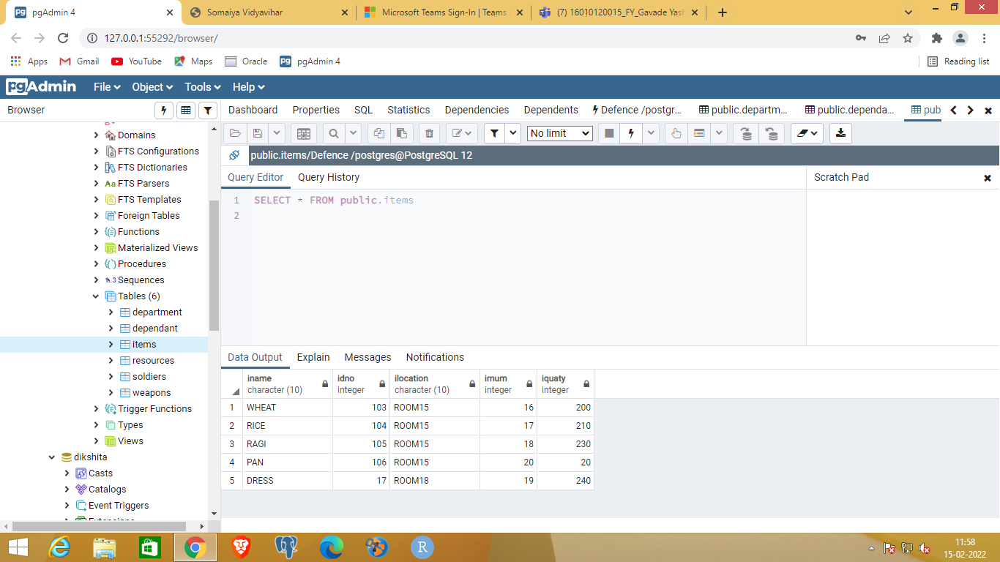 pgAdmin 4
Somaiya Vidyavihar
Microsoft Teams Sign-In | Teams
(7) 16010120015_FY_Gavade Yash
127.0.0.1:55292/browser/
Apps Gmail YouTube Maps Oracle pgAdmin 4 Reading list
pgAdmin File Object Tools Help
Browser
Dashboard Properties SQL Statistics Dependencies Dependents Defence /postgr... public.departm... public.dependa... pub
Domains
FTS Configurations
FTS Dictionaries
Aa FTS Parsers
FTS Templates
Foreign Tables
Functions
Materialized Views
Procedures
Sequences
Tables (6)
department
dependant
items
resources
soldiers
weapons
Trigger Functions
Types
Views
dikshita
Casts
Catalogs
Event Triggers
Extensions
No limit
public.items/Defence /postgres@PostgreSQL 12
Query Editor Query History
Scratch Pad
1 SELECT * FROM public.items
2
Data Output Explain Messages Notifications
iname idno ilocation irnum iquaty
character (10) integer character (10) integer integer
1 WHEAT 103 ROOM15 16 200
2 RICE 104 ROOM15 17 210
3 RAGI 105 ROOM15 18 230
4 PAN 106 ROOM15 20 20
5 DRESS 17 ROOM18 19 240
R
11:58
15-02-2022